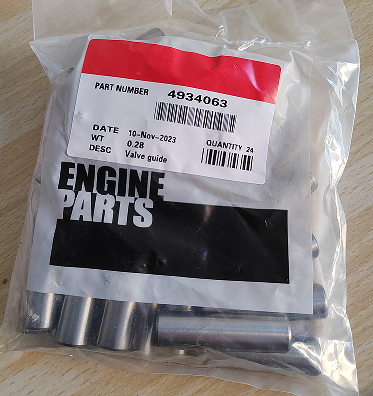 PART NUMBER 4934063
DATE 10-Nov-2023
WT 0.28 QUANTITY 24
DESC Valve guide
ENGINE
PARTS